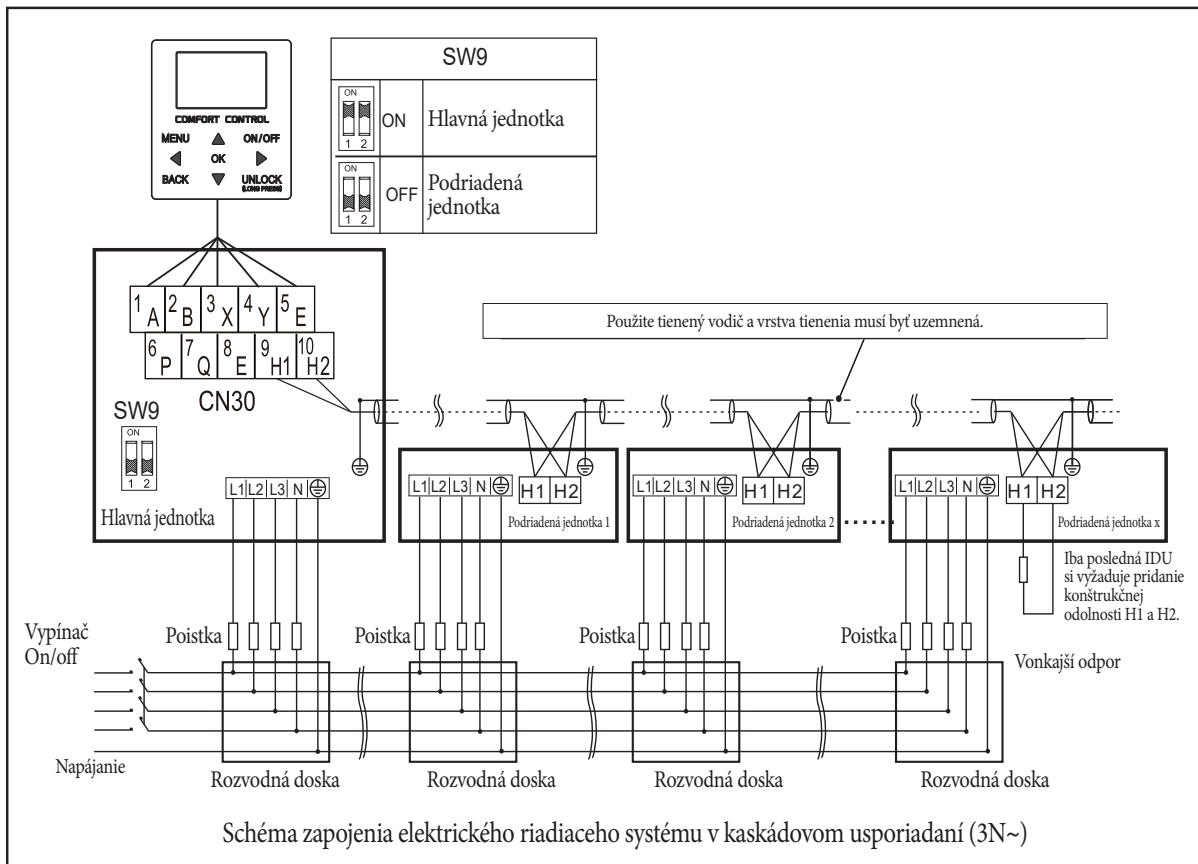 COMFORT CONTROL
MENU ON/OFF
OK
BACK UNLOCK
(LONG PRESS)
SW9
ON
1 2
ON
Hlavná jednotka
ON
1 2
OFF
Podriadená
jednotka
1 A 2 B 3 X 4 Y 5 E
6 P 7 Q 8 E 9 H1 10 H2
CN30
Použite tienený vodič a vrstva tienenia musí byť uzemnená.
SW9
ON
1 2
Hlavná jednotka
L1 L2 L3 N
L1 L2 L3 N
H1 H2
Podriadená jednotka 1
L1 L2 L3 N
H1 H2
Podriadená jednotka 2
L1 L2 L3 N
H1 H2
Podriadená jednotka x
Iba posledná IDU
si vyžaduje pridanie
konštrukčnej
odolnosti H1 a H2.
Vypínač
On/off
Poistka
Poistka
Poistka
Poistka
Vonkajší odpor
Napájanie
Rozvodná doska
Rozvodná doska
Rozvodná doska
Rozvodná doska
Schéma zapojenia elektrického riadiaceho systému v kaskádovom usporiadaní (3N~)